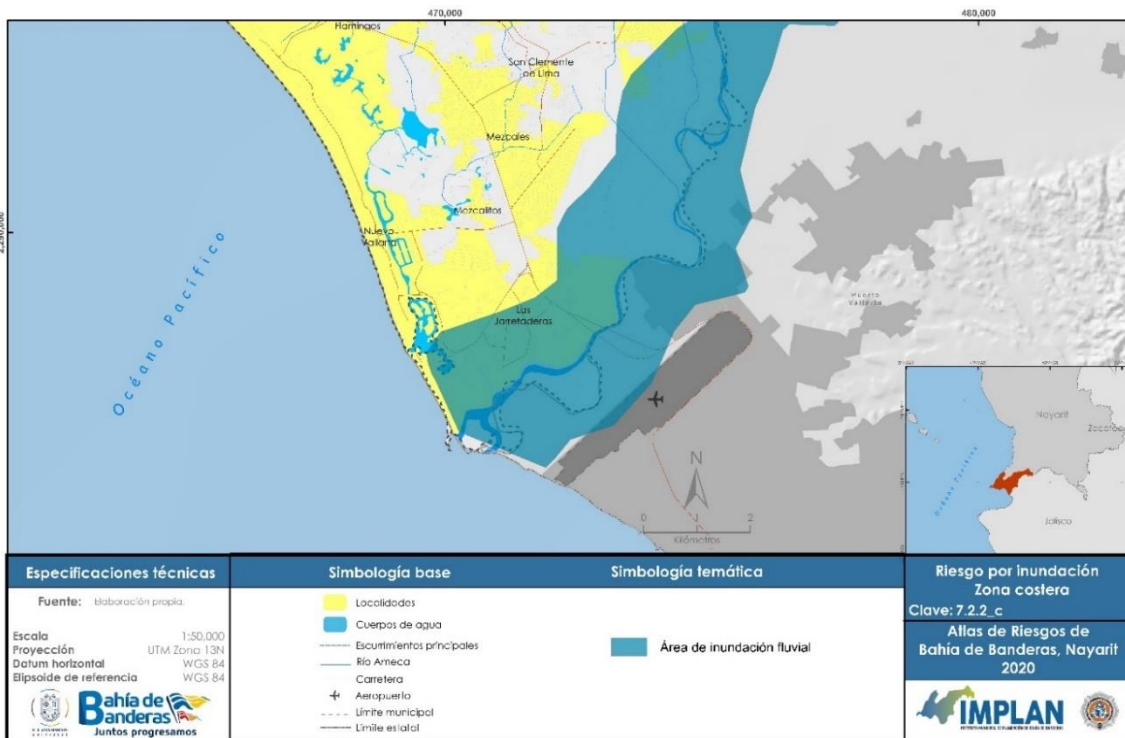 470,000
480,000
Flamingos
San Clemente
de Lima
Mezcales
Mezcalitos
Nuevo
Vallarta
Las
Jarretaderas
Puerto
Vallarta
Océano Pacífico
N
0 1 2
Kilómetros
Nayarit
Zacatecas
Océano Pacífico
Jalisco
Especificaciones técnicas
Fuente: Elaboración propia.
Escala 1:50,000
Proyección UTM Zona 13N
Datum horizontal WGS 84
Elipsoide de referencia WGS 84
Bahía de
Banderas
Juntos progresamos
Simbología base
Localidades
Cuerpos de agua
Escurrimientos principales
Río Ameca
Carretera
Aeropuerto
Límite municipal
Límite estatal
Simbología temática
Área de inundación fluvial
Riesgo por inundación
Zona costera
Clave: 7.2.2_c
Atlas de Riesgos de
Bahía de Banderas, Nayarit
2020
IMPLAN